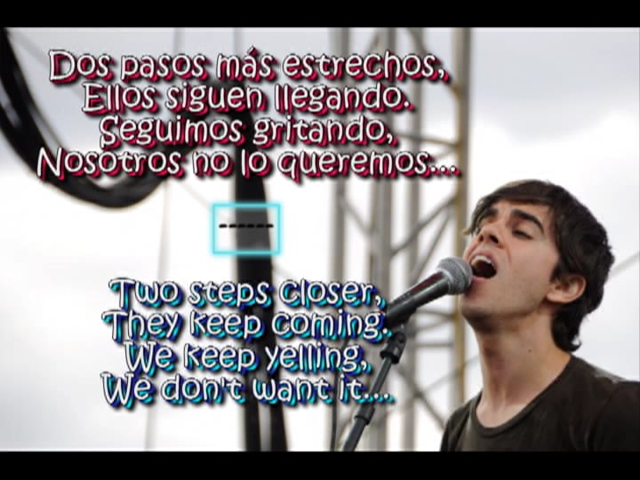 Dos pasos más estrechos,
Ellos siguen llegando.
Seguimos gritando,
Nosotros no lo queremos...
------
Two steps closer,
They keep coming.
We keep yelling,
We don't want it...